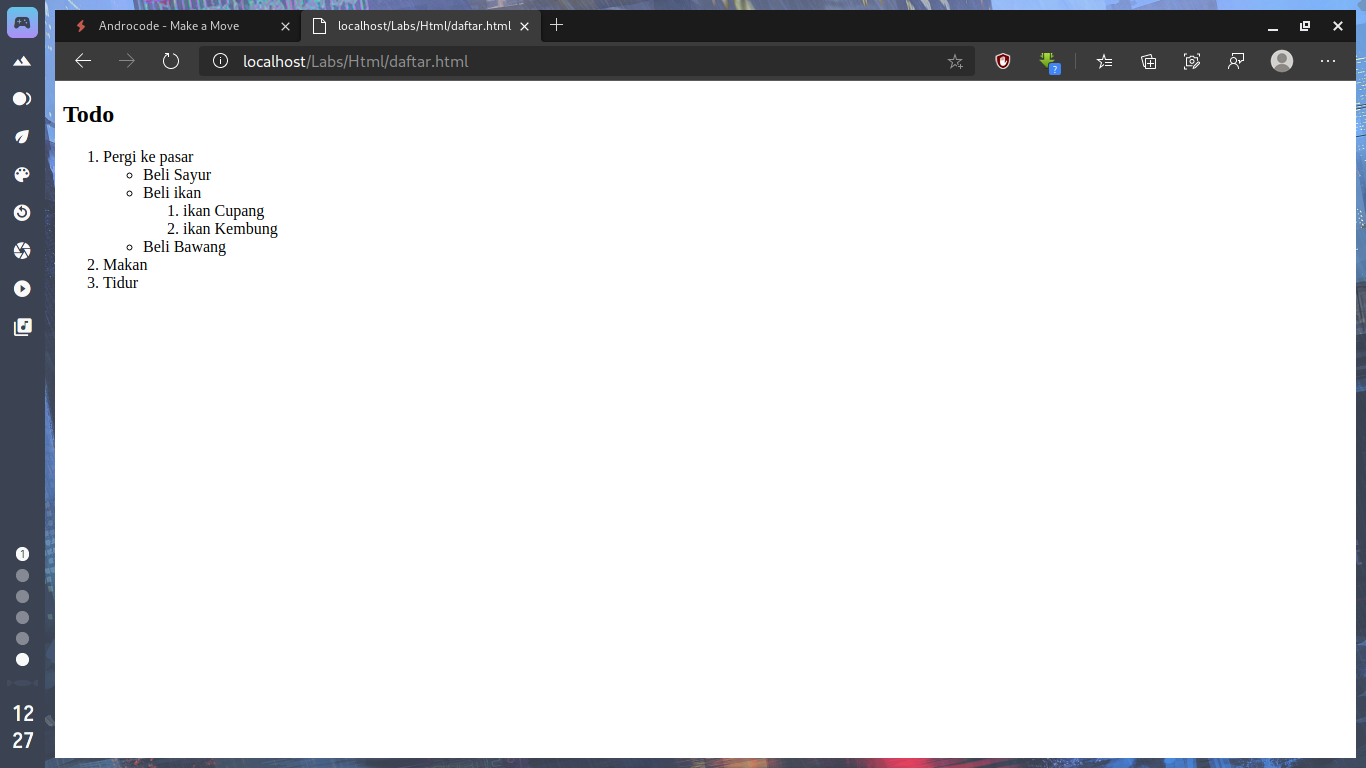 Androcode - Make a Move
localhost/Labs/Html/daftar.html
localhost/Labs/Html/daftar.html
?
Todo
1. Pergi ke pasar
Beli Sayur
Beli ikan
1. ikan Cupang
2. ikan Kembung
Beli Bawang
2. Makan
3. Tidur
1
12
27